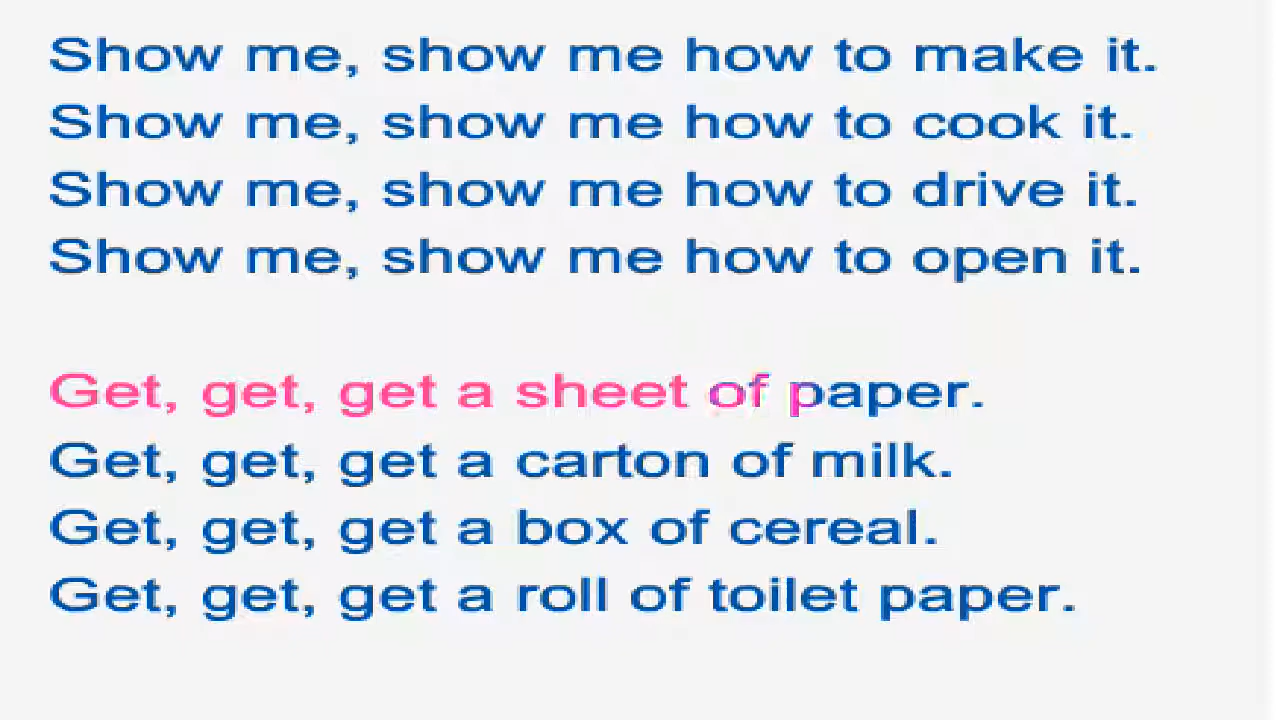 Show me, show me how to make it.
Show me, show me how to cook it.
Show me, show me how to drive it.
Show me, show me how to open it.
Get, get, get a sheet of paper.
Get, get, get a carton of milk.
Get, get, get a box of cereal.
Get, get, get a roll of toilet paper.